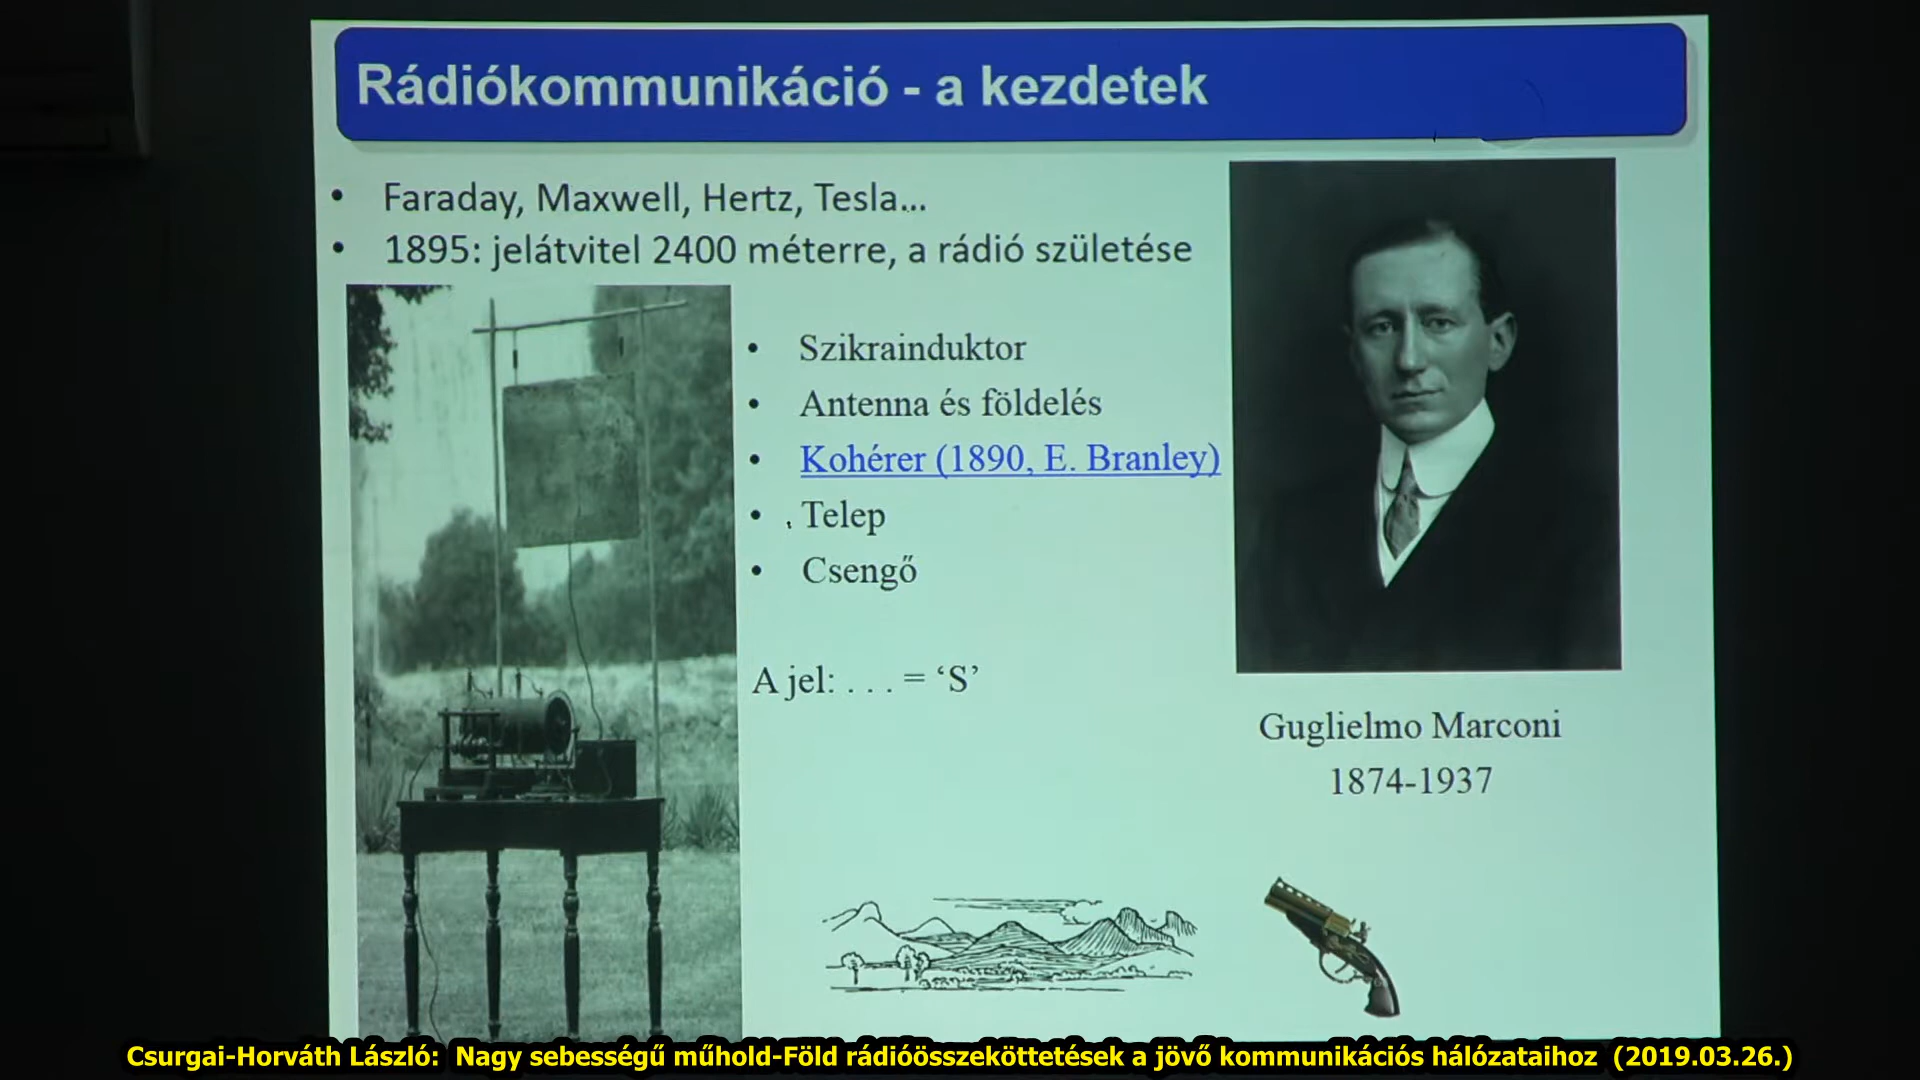 Rádiókommunikáció - a kezdetek
• Faraday, Maxwell, Hertz, Tesla...
• 1895: jelátvitel 2400 méterre, a rádió születése
• Szikrainduktor
• Antenna és földelés
• Kohérer (1890, E. Branley)
• Telep
• Csengő
A jel: . . . = ‘S’
Guglielmo Marconi
1874-1937
Csurgai-Horváth László: Nagy sebességű műhold-Föld rádióösszeköttetések a jövő kommunikációs hálózataihoz (2019.03.26.)